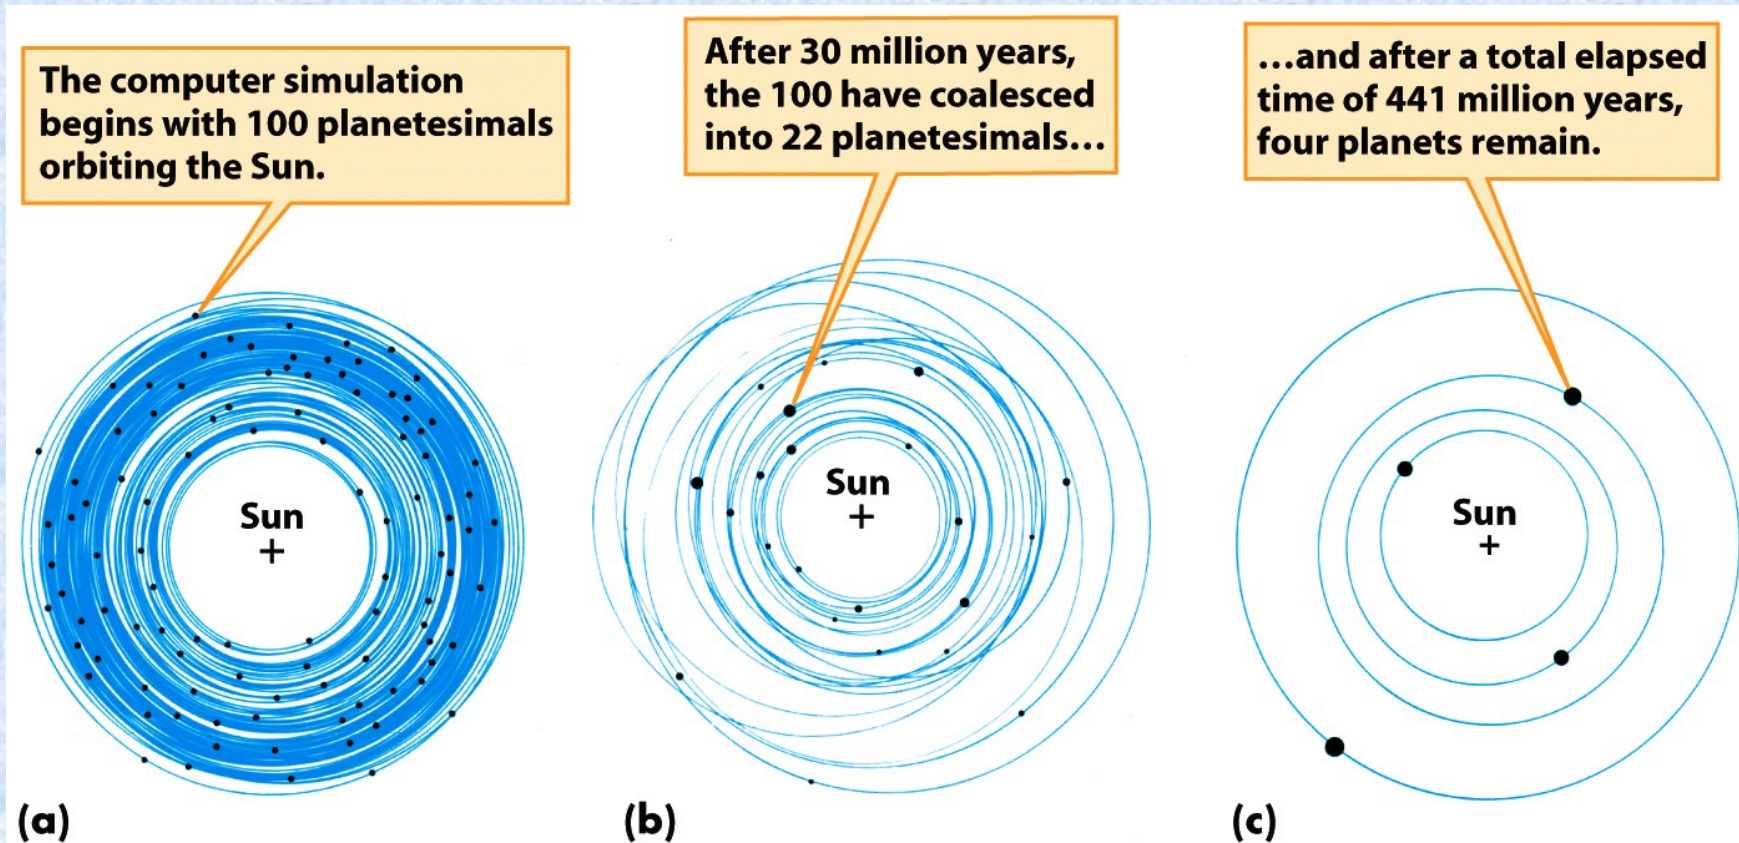 The computer simulation
begins with 100 planetesimals
orbiting the Sun.
After 30 million years,
the 100 have coalesced
into 22 planetesimals...
...and after a total elapsed
time of 441 million years,
four planets remain.
Sun
Sun
Sun
(a)
(b)
(c)